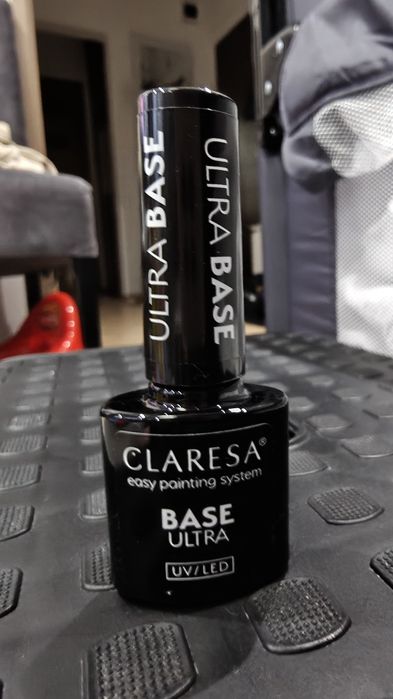 ULTRA BASE
ULTRA BASE
CLARESA®
easy painting system
BASE
ULTRA
UV/LED